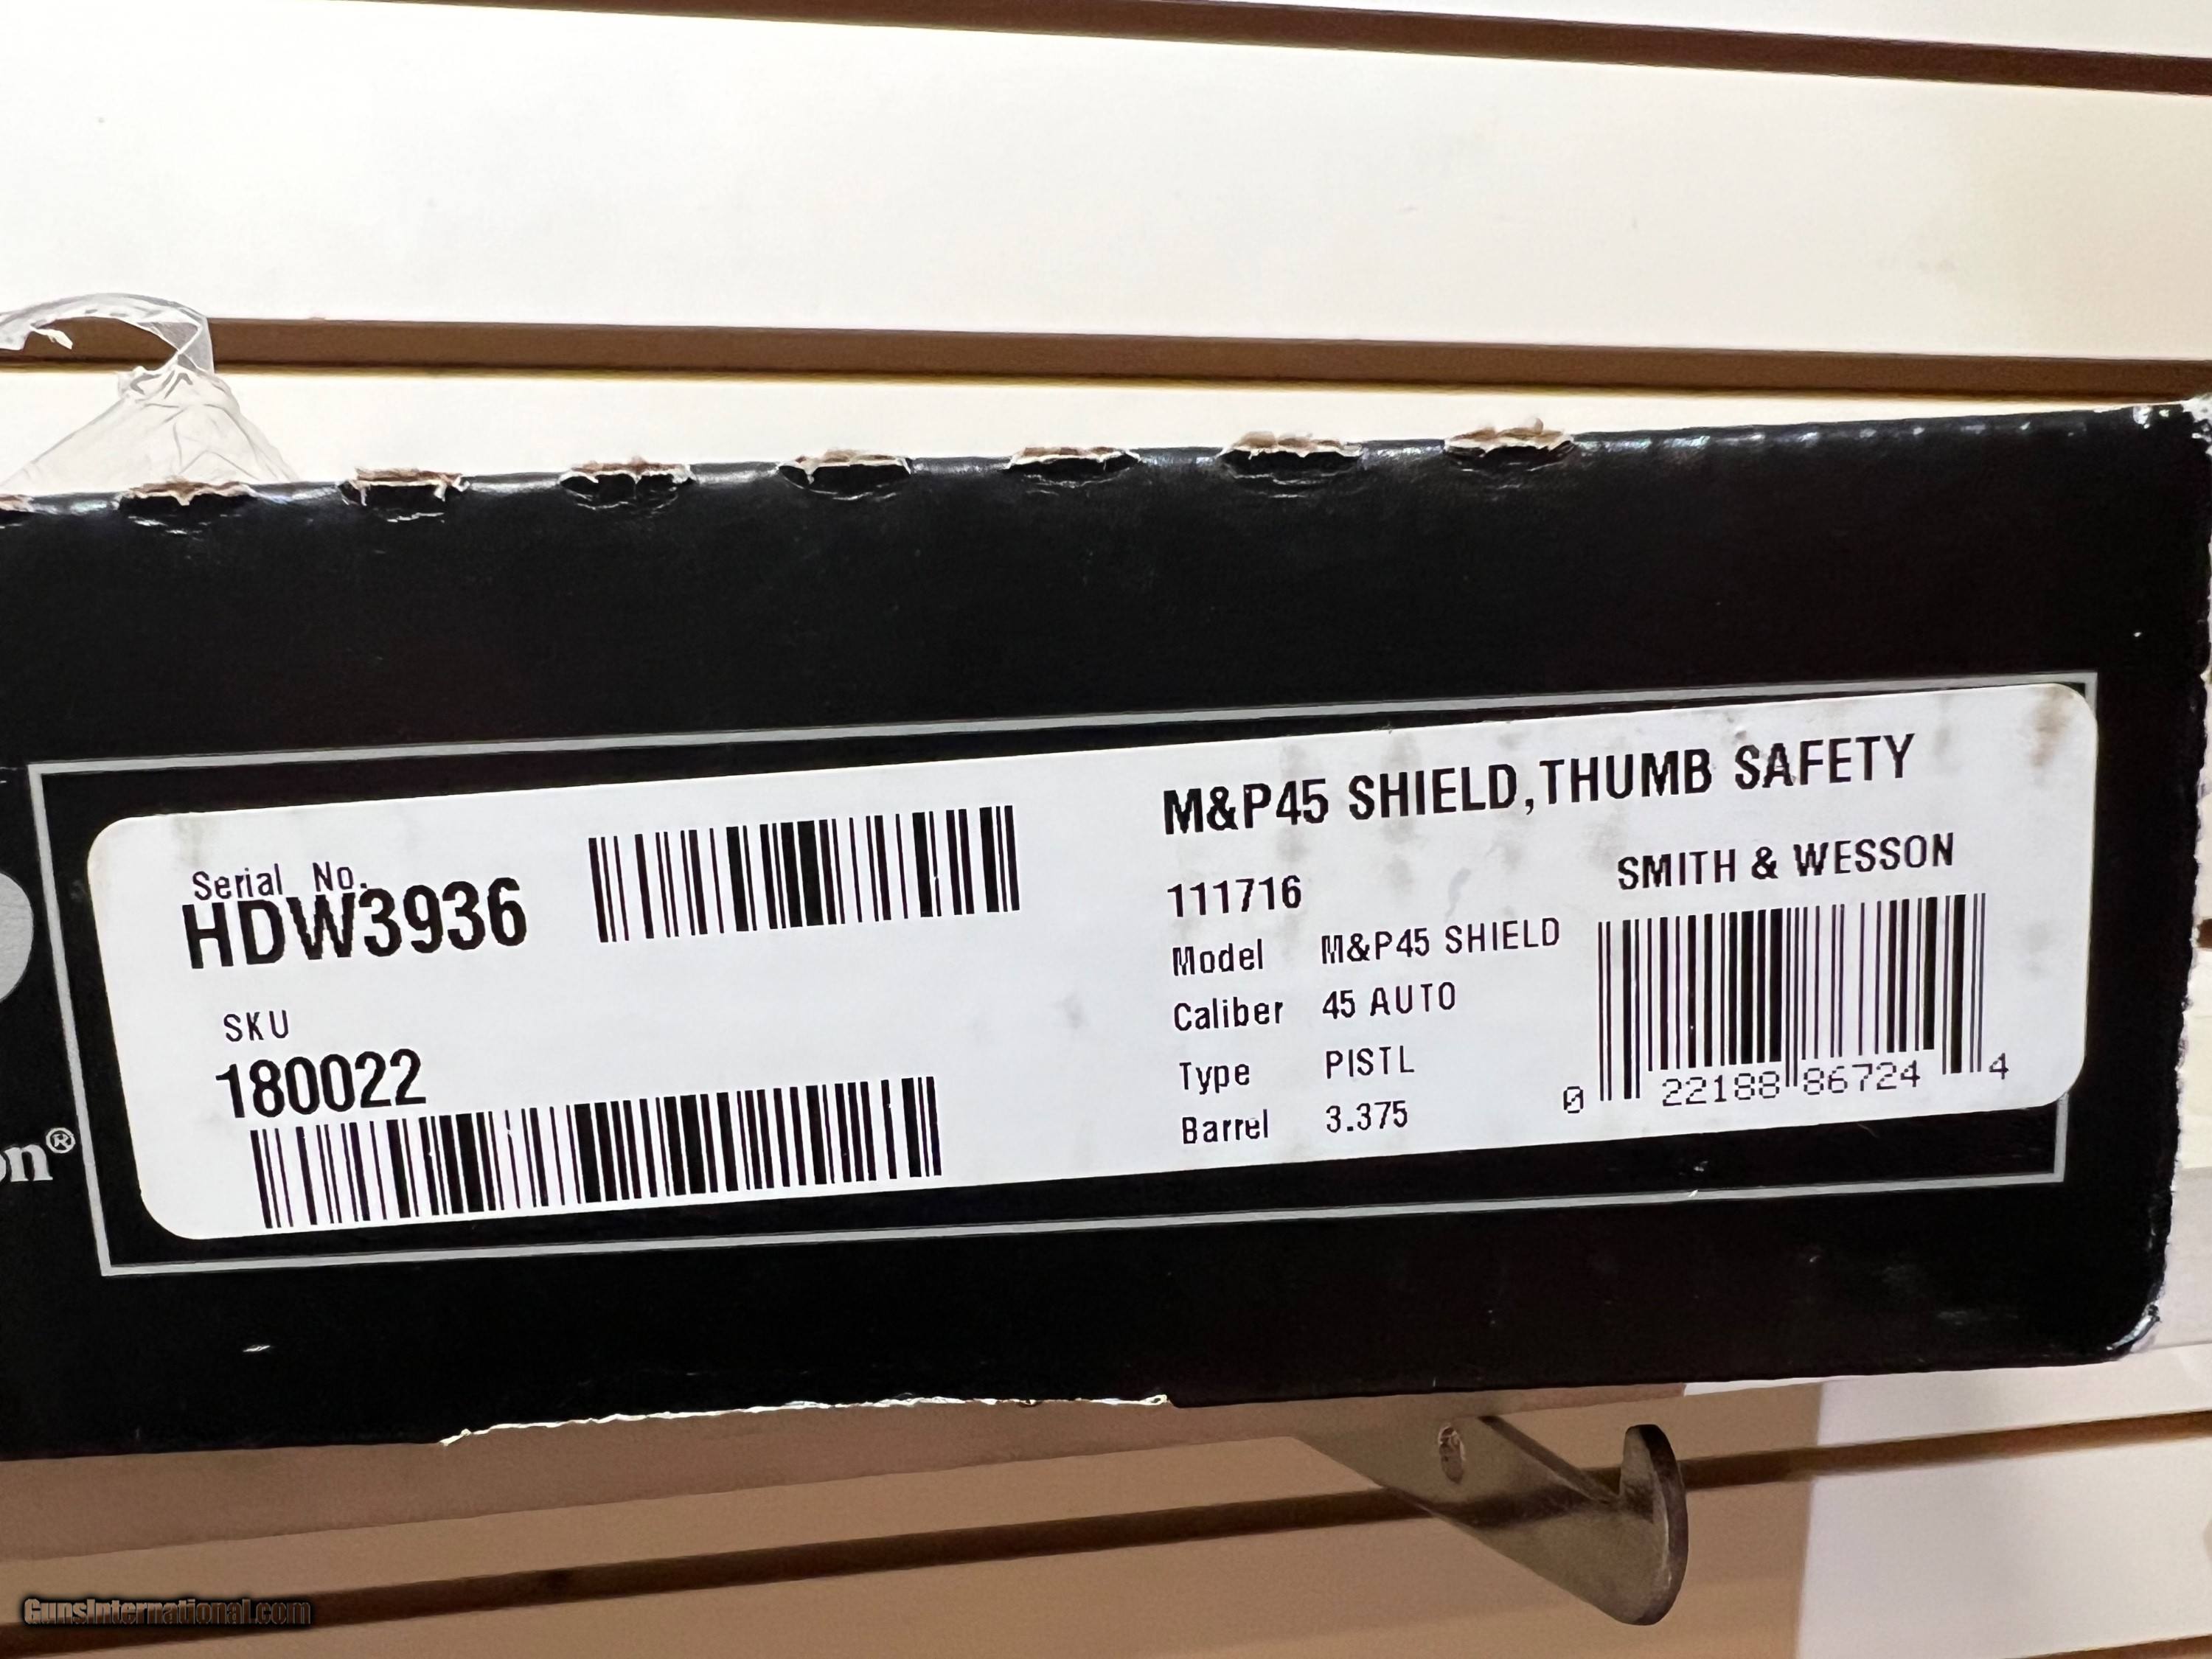 Serial No.
HDW3936
SKU
180022
M&P45 SHIELD,THUMB SAFETY
111716
SMITH & WESSON
Model M&P45 SHIELD
Caliber 45 AUTO
Type PISTL
Barrel 3.375
0 22188 86724 4
on®
GunsInternational.com